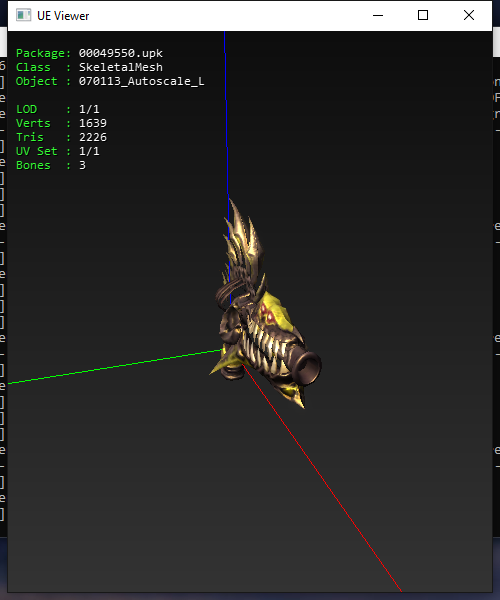 UE Viewer
Package: 00049550.upk
Class : SkeletalMesh
Object : 070113_Autoscale_L
LOD : 1/1
Verts : 1639
Tris : 2226
UV Set : 1/1
Bones : 3